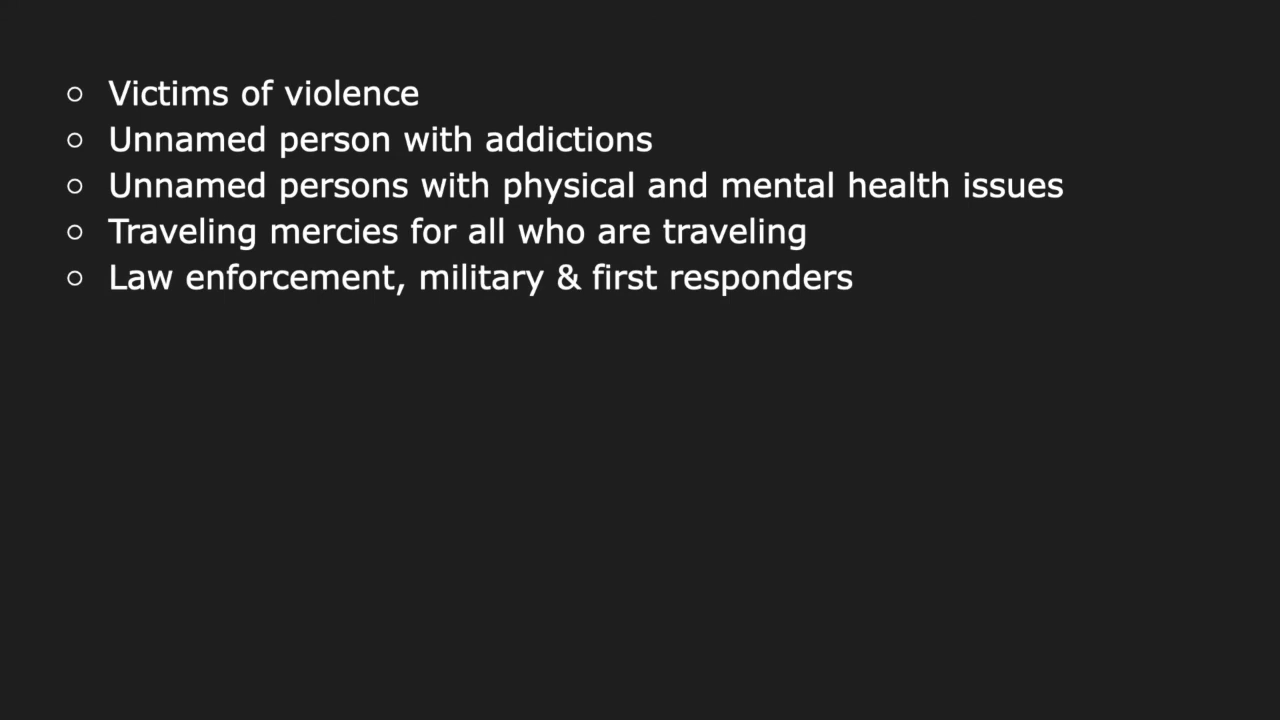 ○ Victims of violence
○ Unnamed person with addictions
○ Unnamed persons with physical and mental health issues
○ Traveling mercies for all who are traveling
○ Law enforcement, military & first responders